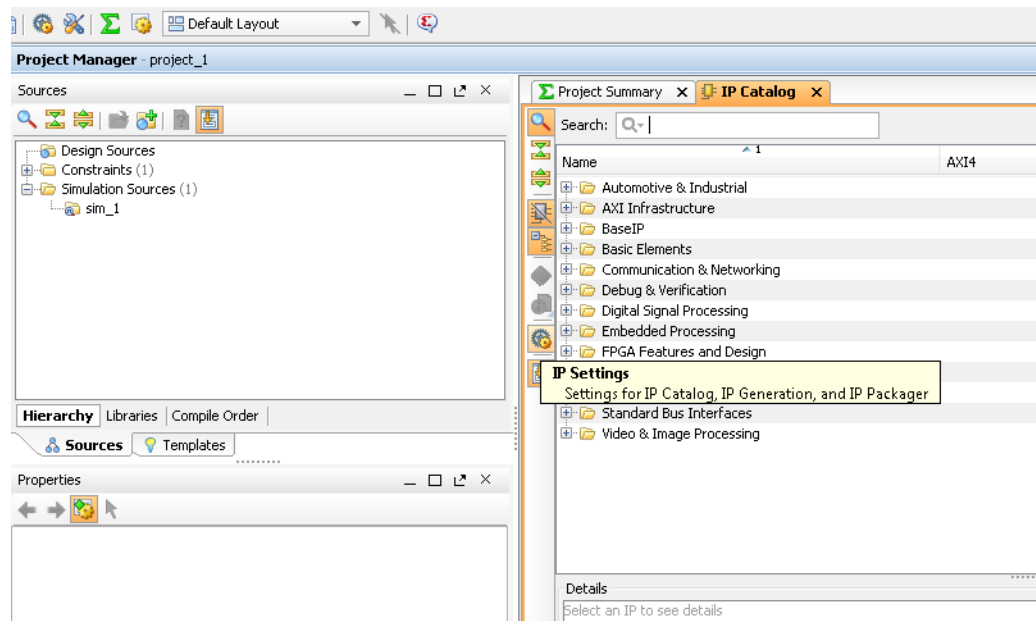 Default Layout
Project Manager - project_1
Sources
Design Sources
Constraints (1)
Simulation Sources (1)
sim_1
Hierarchy Libraries Compile Order
Sources Templates
Properties
Project Summary IP Catalog
Search:
Name 1 AXI4
Automotive & Industrial
AXI Infrastructure
BaseIP
Basic Elements
Communication & Networking
Debug & Verification
Digital Signal Processing
Embedded Processing
FPGA Features and Design
IP Settings
Settings for IP Catalog, IP Generation, and IP Packager
Standard Bus Interfaces
Video & Image Processing
Details
Select an IP to see details